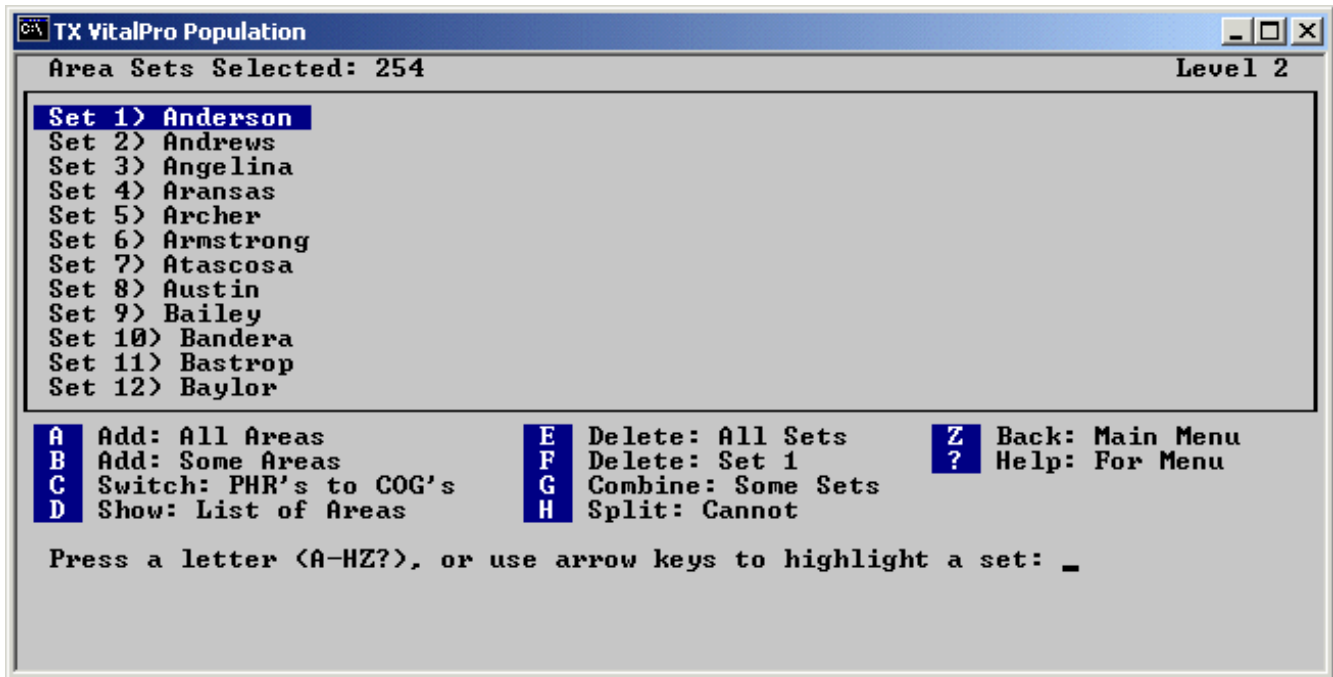 TX VitalPro Population
Area Sets Selected: 254 Level 2
Set 1) Anderson
Set 2) Andrews
Set 3) Angelina
Set 4) Aransas
Set 5) Archer
Set 6) Armstrong
Set 7) Atascosa
Set 8) Austin
Set 9) Bailey
Set 10) Bandera
Set 11) Bastrop
Set 12) Baylor
A Add: All Areas E Delete: All Sets Z Back: Main Menu
B Add: Some Areas F Delete: Set 1 ? Help: For Menu
C Switch: PHR's to COG's G Combine: Some Sets
D Show: List of Areas H Split: Cannot
Press a letter (A-HZ?), or use arrow keys to highlight a set: _